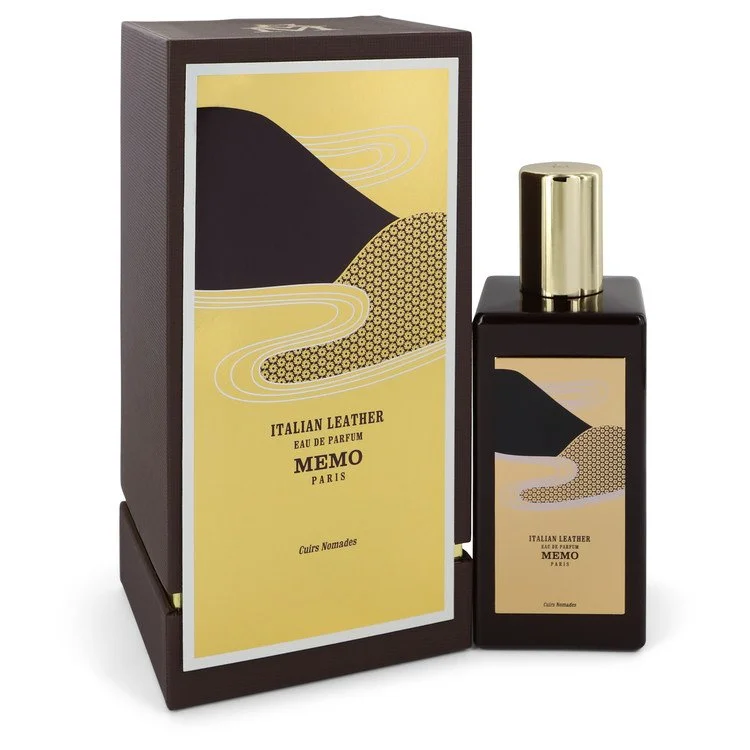 ITALIAN LEATHER
EAU DE PARFUM
MEMO
PARIS
Cuirs Nomades
ITALIAN LEATHER
EAU DE PARFUM
MEMO
PARIS
Cuirs Nomades